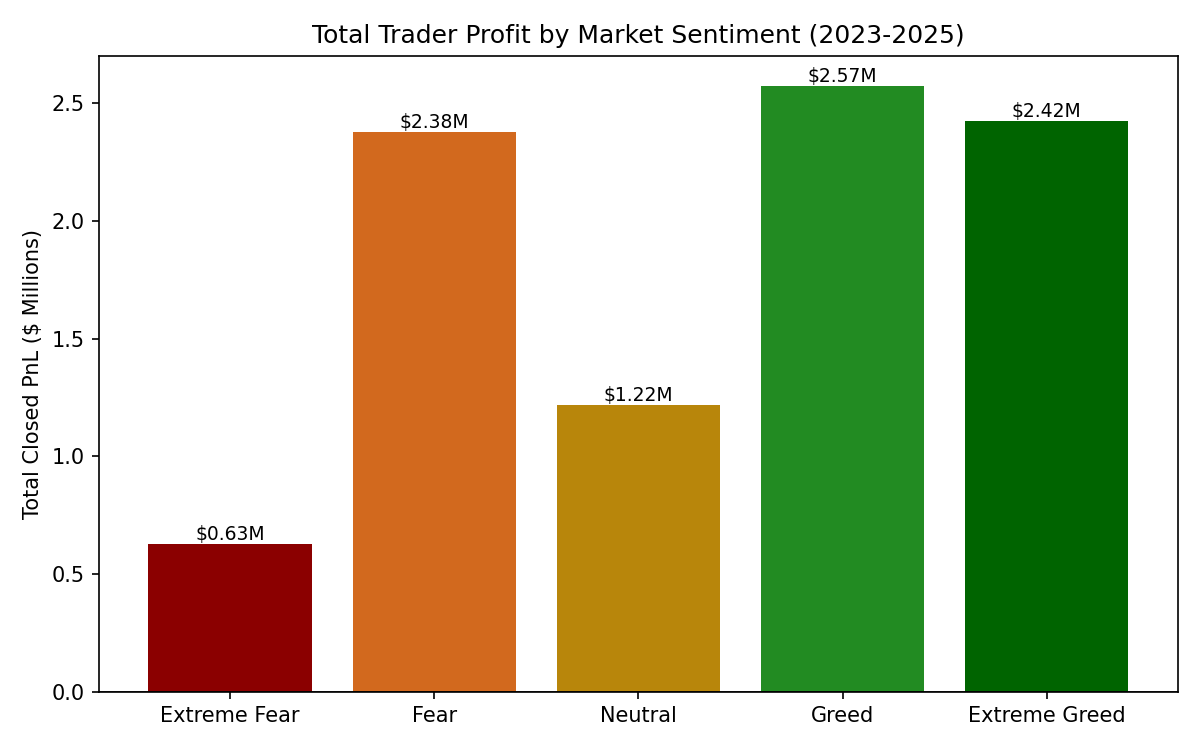 Total Trader Profit by Market Sentiment (2023-2025)
Total Closed PnL ($ Millions)
2.5
2.0
1.5
1.0
0.5
0.0
$0.63M
$2.38M
$1.22M
$2.57M
$2.42M
Extreme Fear
Fear
Neutral
Greed
Extreme Greed